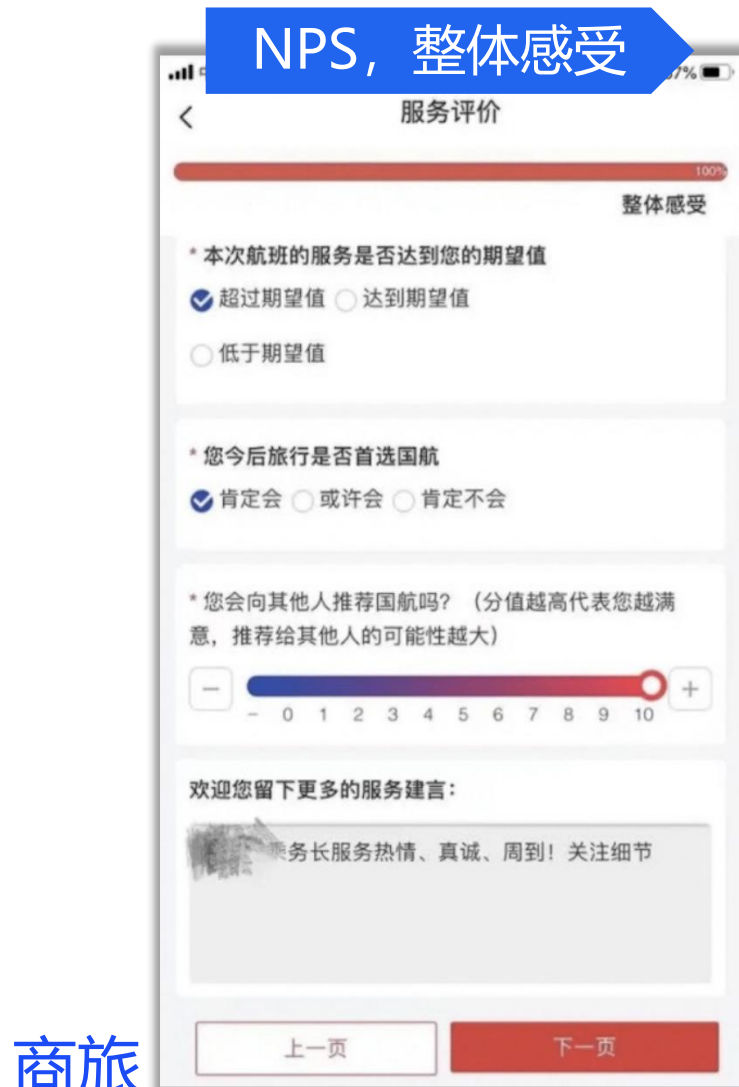 NPS，整体感受
7%
服务评价
100%
整体感受
* 本次航班的服务是否达到您的期望值
超过期望值 达到期望值
低于期望值
* 您今后旅行是否首选国航
肯定会 或许会 肯定不会
* 您会向其他人推荐国航吗？（分值越高代表您越满
意，推荐给其他人的可能性越大）
- 0 1 2 3 4 5 6 7 8 9 10 +
欢迎您留下更多的服务建言：
乘务长服务热情、真诚、周到！关注细节
上一页 下一页
商旅